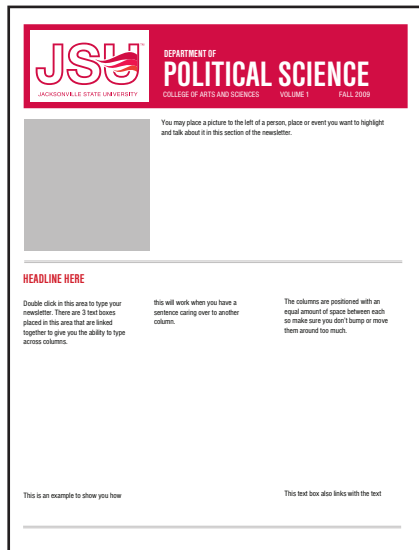 JSU
JACKSONVILLE STATE UNIVERSITY
DEPARTMENT OF
POLITICAL SCIENCE
COLLEGE OF ARTS AND SCIENCES VOLUME 1 FALL 2009
You may place a picture to the left of a person, place or event you want to highlight
and talk about it in this section of the newsletter.
HEADLINE HERE
Double click in this area to type your
newsletter. There are 3 text boxes
placed in this area that are linked
together to give you the ability to type
across columns.
This is an example to show you how
this will work when you have a
sentence caring over to another
column.
The columns are positioned with an
equal amount of space between each
so make sure you don't bump or move
them around too much.
This text box also links with the text